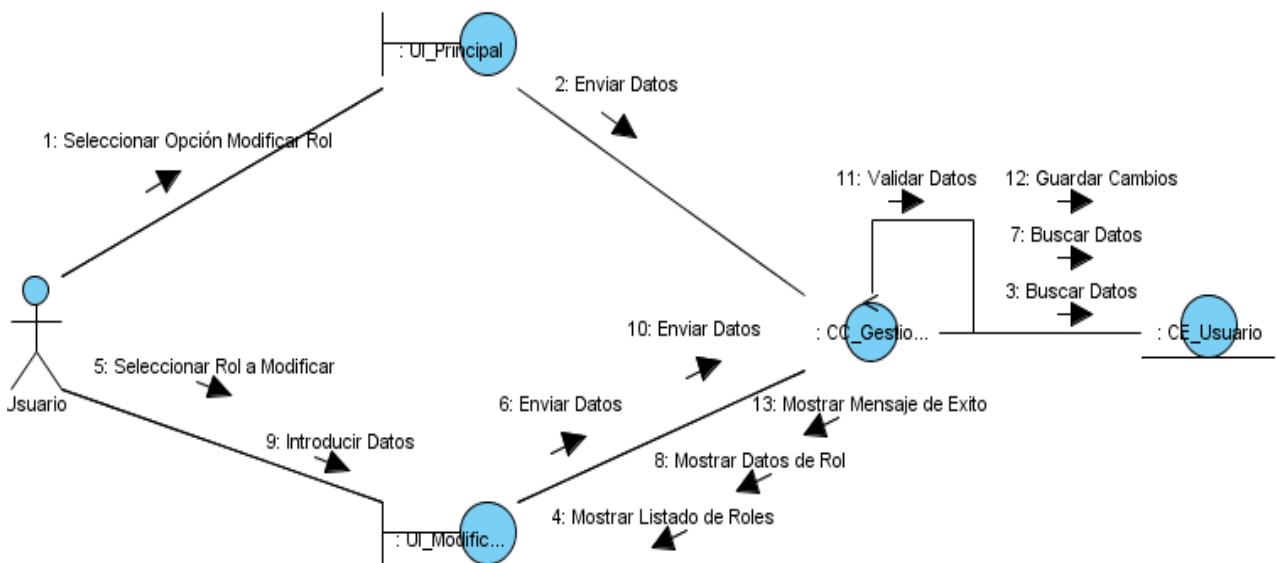 : UI_Principal
2: Enviar Datos
1: Seleccionar Opción Modificar Rol
11: Validar Datos
12: Guardar Cambios
7: Buscar Datos
3: Buscar Datos
10: Enviar Datos
: CC_Gestio...
: CE_Usuario
5: Seleccionar Rol a Modificar
Usuario
6: Enviar Datos
13: Mostrar Mensaje de Exito
9: Introducir Datos
8: Mostrar Datos de Rol
4: Mostrar Listado de Roles
: UI_Modific...